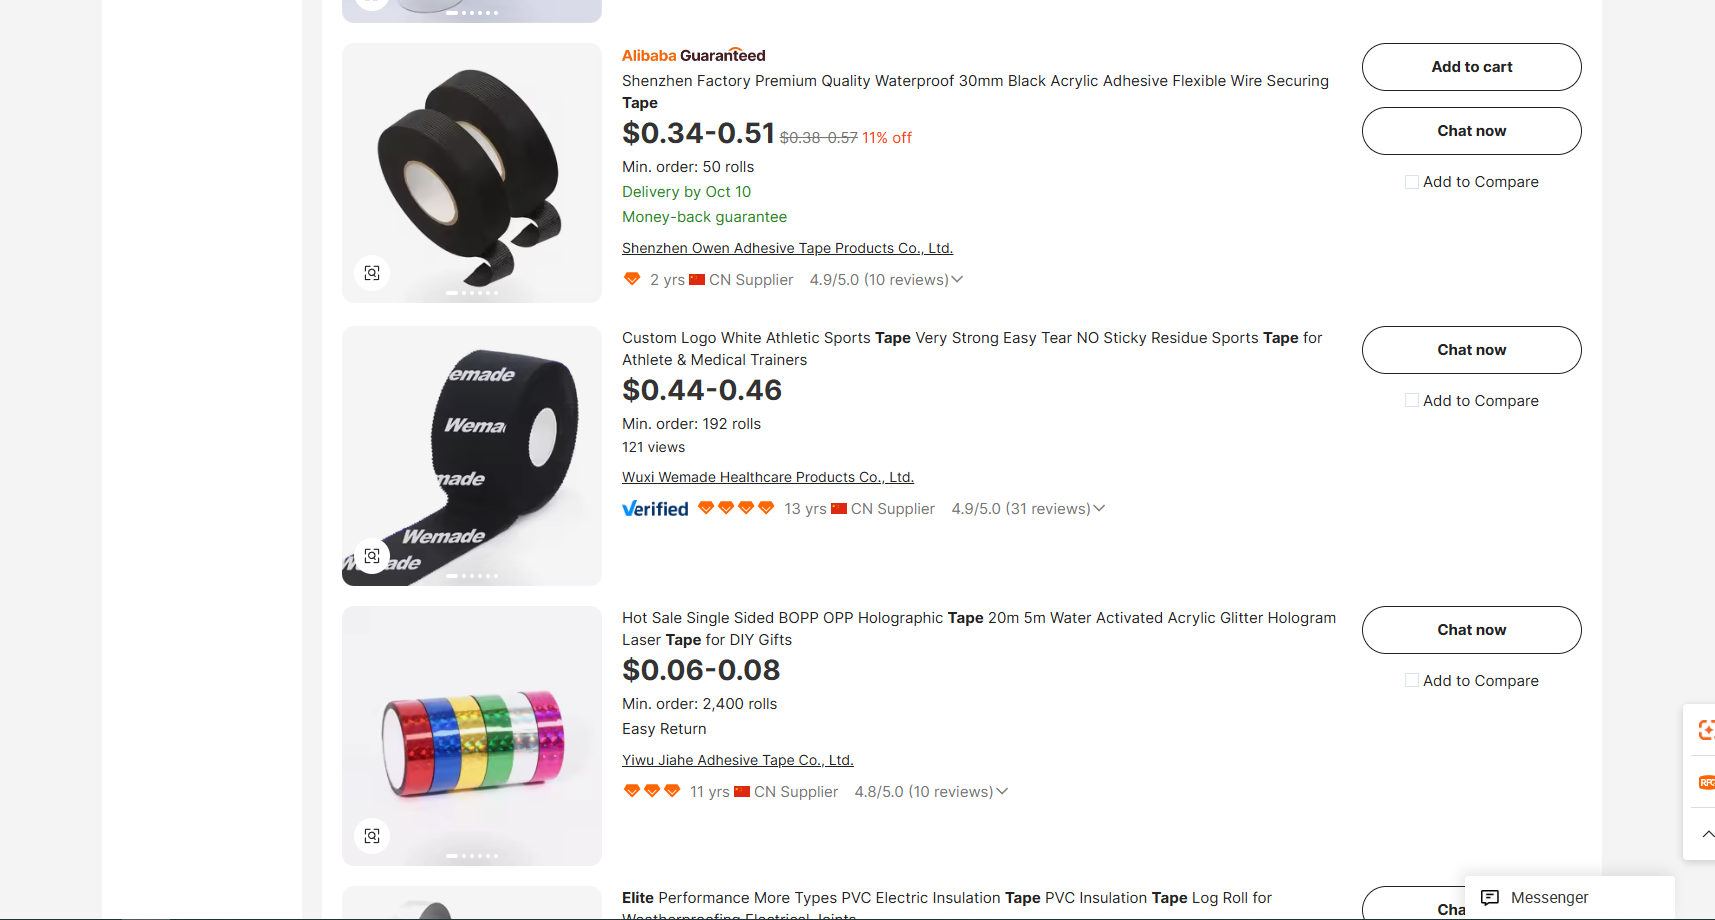 Alibaba Guaranteed
Shenzhen Factory Premium Quality Waterproof 30mm Black Acrylic Adhesive Flexible Wire Securing
Tape
$0.34-0.51 $0.38-0.57 11% off
Min. order: 50 rolls
Delivery by Oct 10
Money-back guarantee
Shenzhen Owen Adhesive Tape Products Co., Ltd.
2 yrs CN Supplier 4.9/5.0 (10 reviews)
Add to cart
Chat now
Add to Compare
emade
Wema
made
Wemade
ade
Custom Logo White Athletic Sports Tape Very Strong Easy Tear NO Sticky Residue Sports Tape for
Athlete & Medical Trainers
$0.44-0.46
Min. order: 192 rolls
121 views
Wuxi Wemade Healthcare Products Co., Ltd.
Verified 13 yrs CN Supplier 4.9/5.0 (31 reviews)
Chat now
Add to Compare
Hot Sale Single Sided BOPP OPP Holographic Tape 20m 5m Water Activated Acrylic Glitter Hologram
Laser Tape for DIY Gifts
$0.06-0.08
Min. order: 2,400 rolls
Easy Return
Yiwu Jiahe Adhesive Tape Co., Ltd.
11 yrs CN Supplier 4.8/5.0 (10 reviews)
Chat now
Add to Compare
Elite Performance More Types PVC Electric Insulation Tape PVC Insulation Tape Log Roll for
Weatherproofing Electrical Joints
Cha
RFQ
Messenger